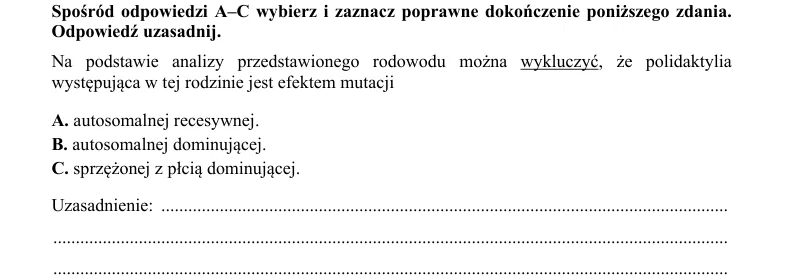 Spośród odpowiedzi A–C wybierz i zaznacz poprawne dokończenie poniższego zdania.
Odpowiedź uzasadnij.
Na podstawie analizy przedstawionego rodowodu można wykluczyć, że polidaktylia
występująca w tej rodzinie jest efektem mutacji
A. autosomalnej recesywnej.
B. autosomalnej dominującej.
C. sprzężonej z płcią dominującej.
Uzasadnienie: ................................................................................................................................
........................................................................................................................................................
........................................................................................................................................................